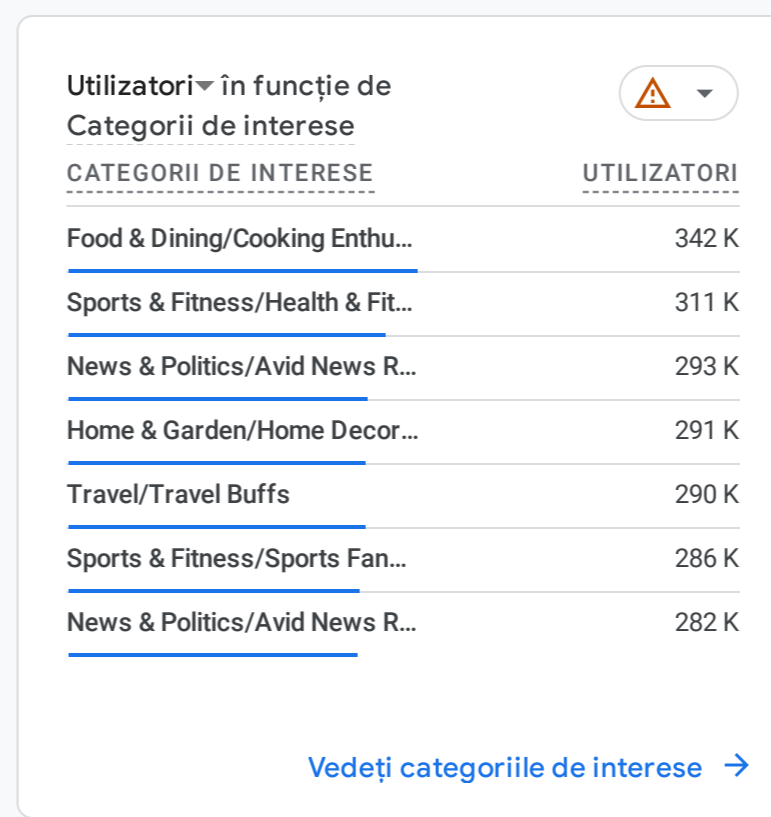 Utilizatori în funcție de
Categorii de interese
CATEGORII DE INTERESE UTILIZATORI
Food & Dining/Cooking Enthu... 342 K
Sports & Fitness/Health & Fit... 311 K
News & Politics/Avid News R... 293 K
Home & Garden/Home Decor... 291 K
Travel/Travel Buffs 290 K
Sports & Fitness/Sports Fan... 286 K
News & Politics/Avid News R... 282 K
Vedeți categoriile de interese